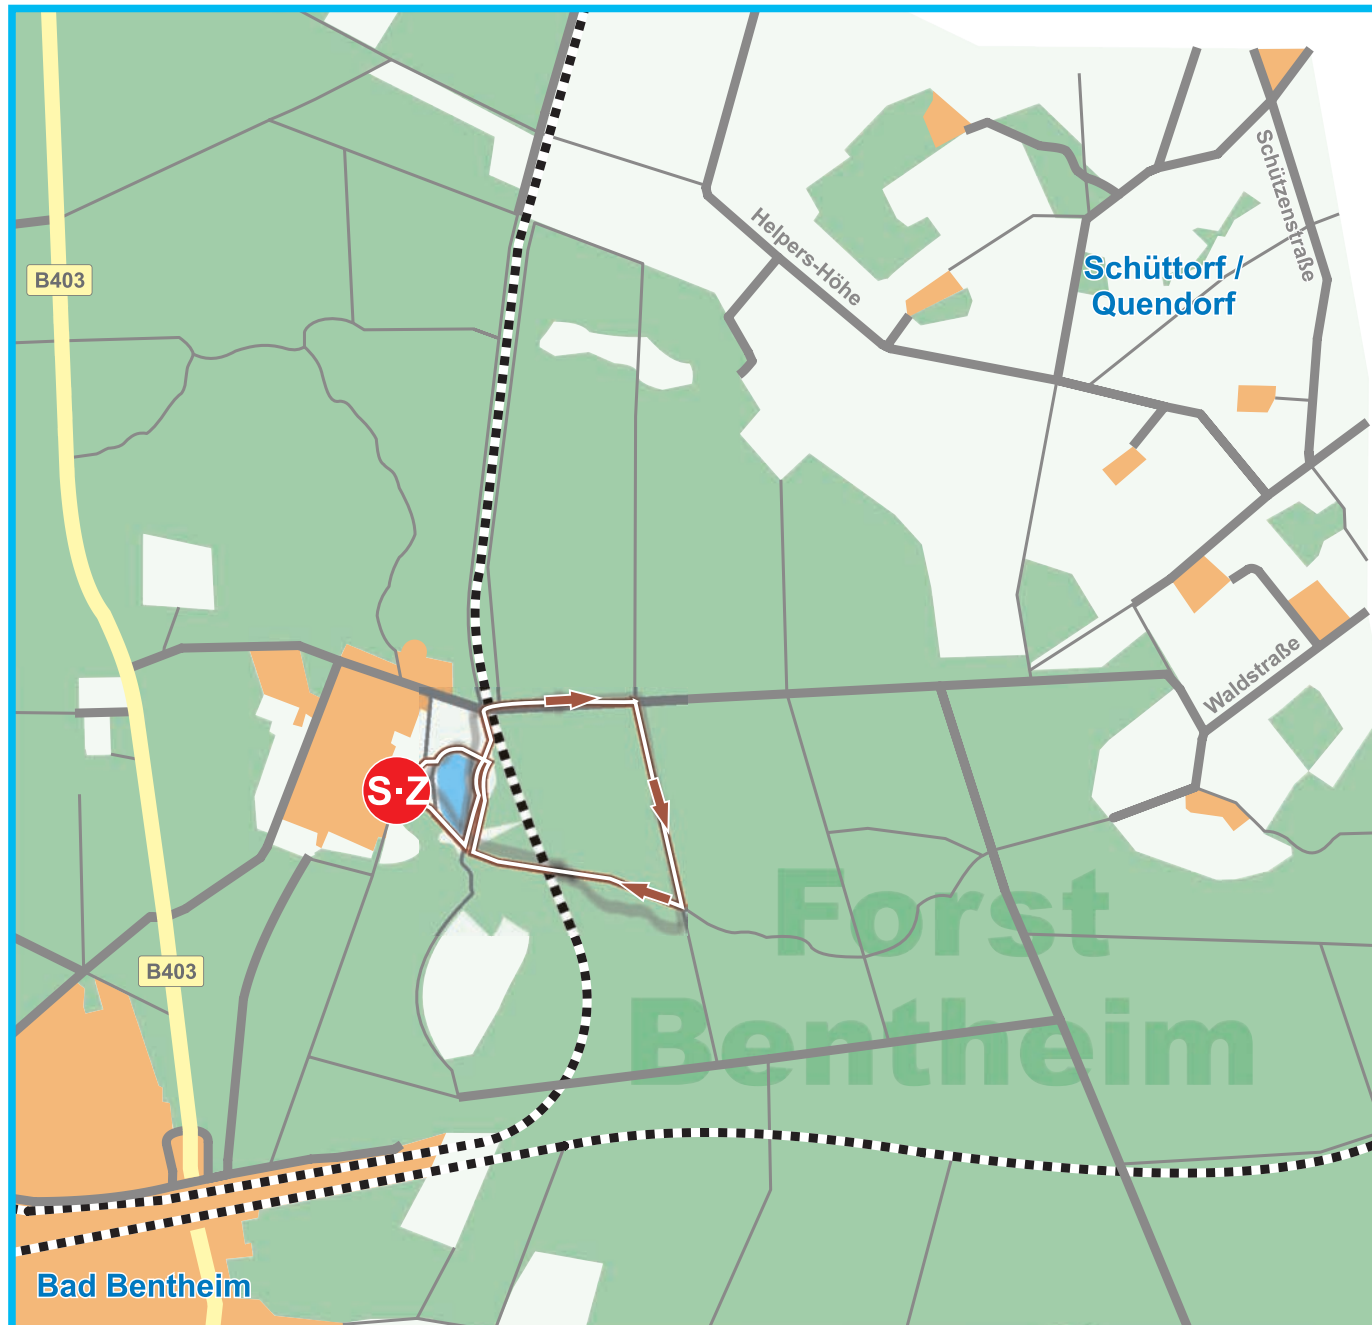 Schützenstraße
Helpers-Höhe
Schüttorf /
Quendorf
B403
Waldstraße
S·Z
Forst
Bentheim
B403
Bad Bentheim